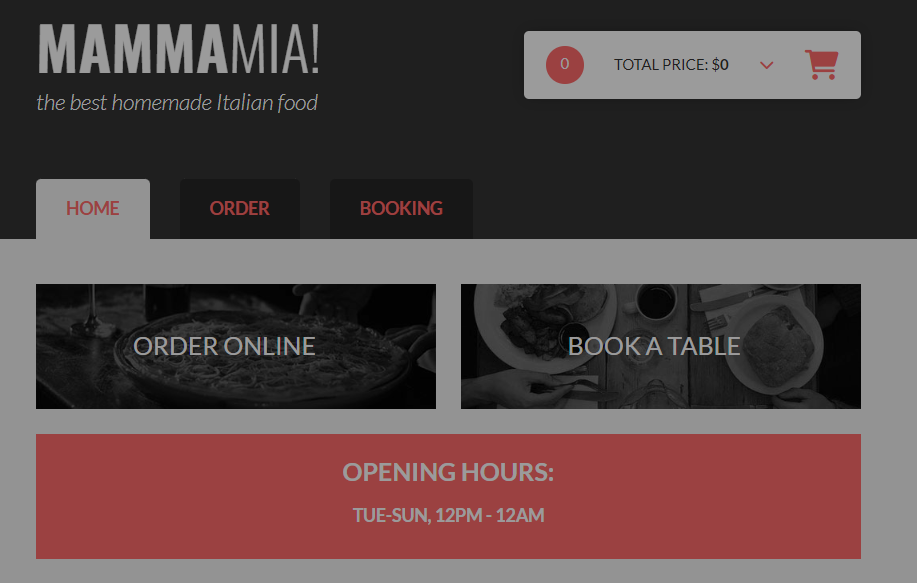 MAMMAMIA!
the best homemade Italian food
0
TOTAL PRICE: $0
HOME
ORDER
BOOKING
ORDER ONLINE
BOOK A TABLE
OPENING HOURS:
TUE-SUN, 12PM - 12AM